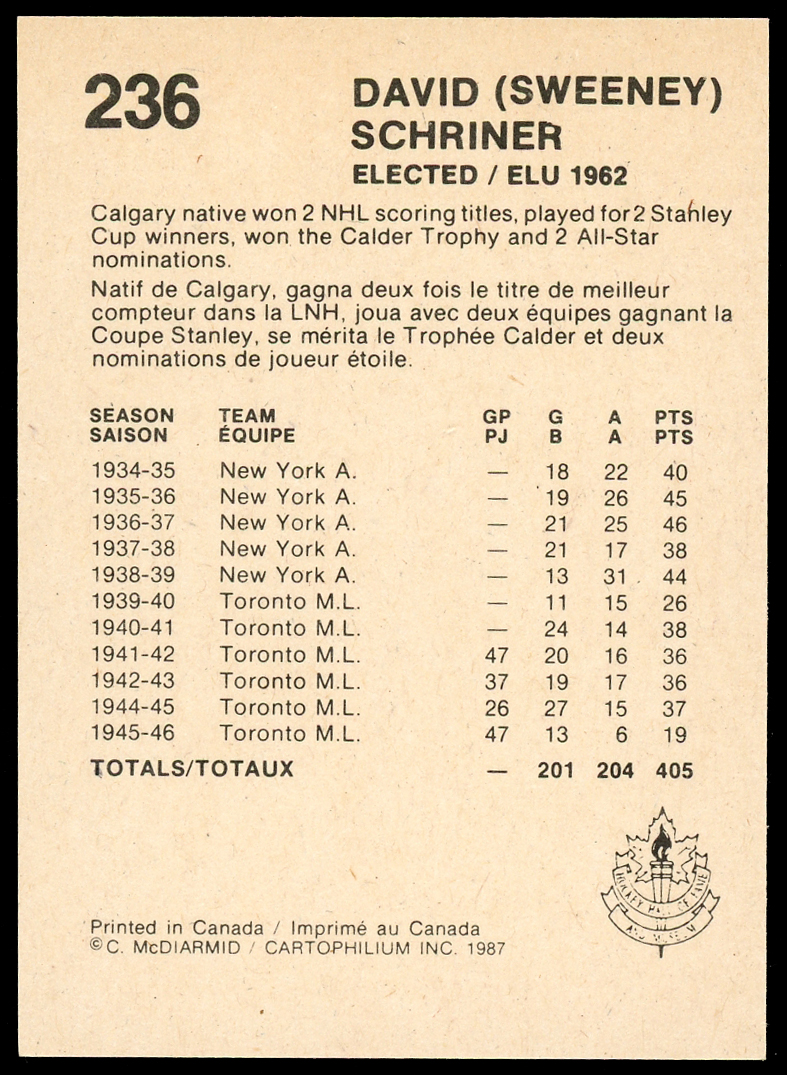 236
DAVID (SWEENEY)
SCHRINER
ELECTED / ELU 1962
Calgary native won 2 NHL scoring titles, played for 2 Stanley
Cup winners, won the Calder Trophy and 2 All-Star
nominations.
Natif de Calgary, gagna deux fois le titre de meilleur
compteur dans la LNH, joua avec deux équipes gagnant la
Coupe Stanley, se mérita le Trophée Calder et deux
nominations de joueur étoile.
SEASON TEAM GP G A PTS
SAISON ÉQUIPE PJ B A PTS
1934-35 New York A. — 18 22 40
1935-36 New York A. — 19 26 45
1936-37 New York A. — 21 25 46
1937-38 New York A. — 21 17 38
1938-39 New York A. — 13 31 44
1939-40 Toronto M.L. — 11 15 26
1940-41 Toronto M.L. — 24 14 38
1941-42 Toronto M.L. 47 20 16 36
1942-43 Toronto M.L. 37 19 17 36
1944-45 Toronto M.L. 26 27 15 37
1945-46 Toronto M.L. 47 13 6 19
TOTALS/TOTAUX — 201 204 405
HOCKEY HALL OF FAME
AND MUSEUM
Printed in Canada / Imprimé au Canada
© C. McDIARMID / CARTOPHILIUM INC. 1987